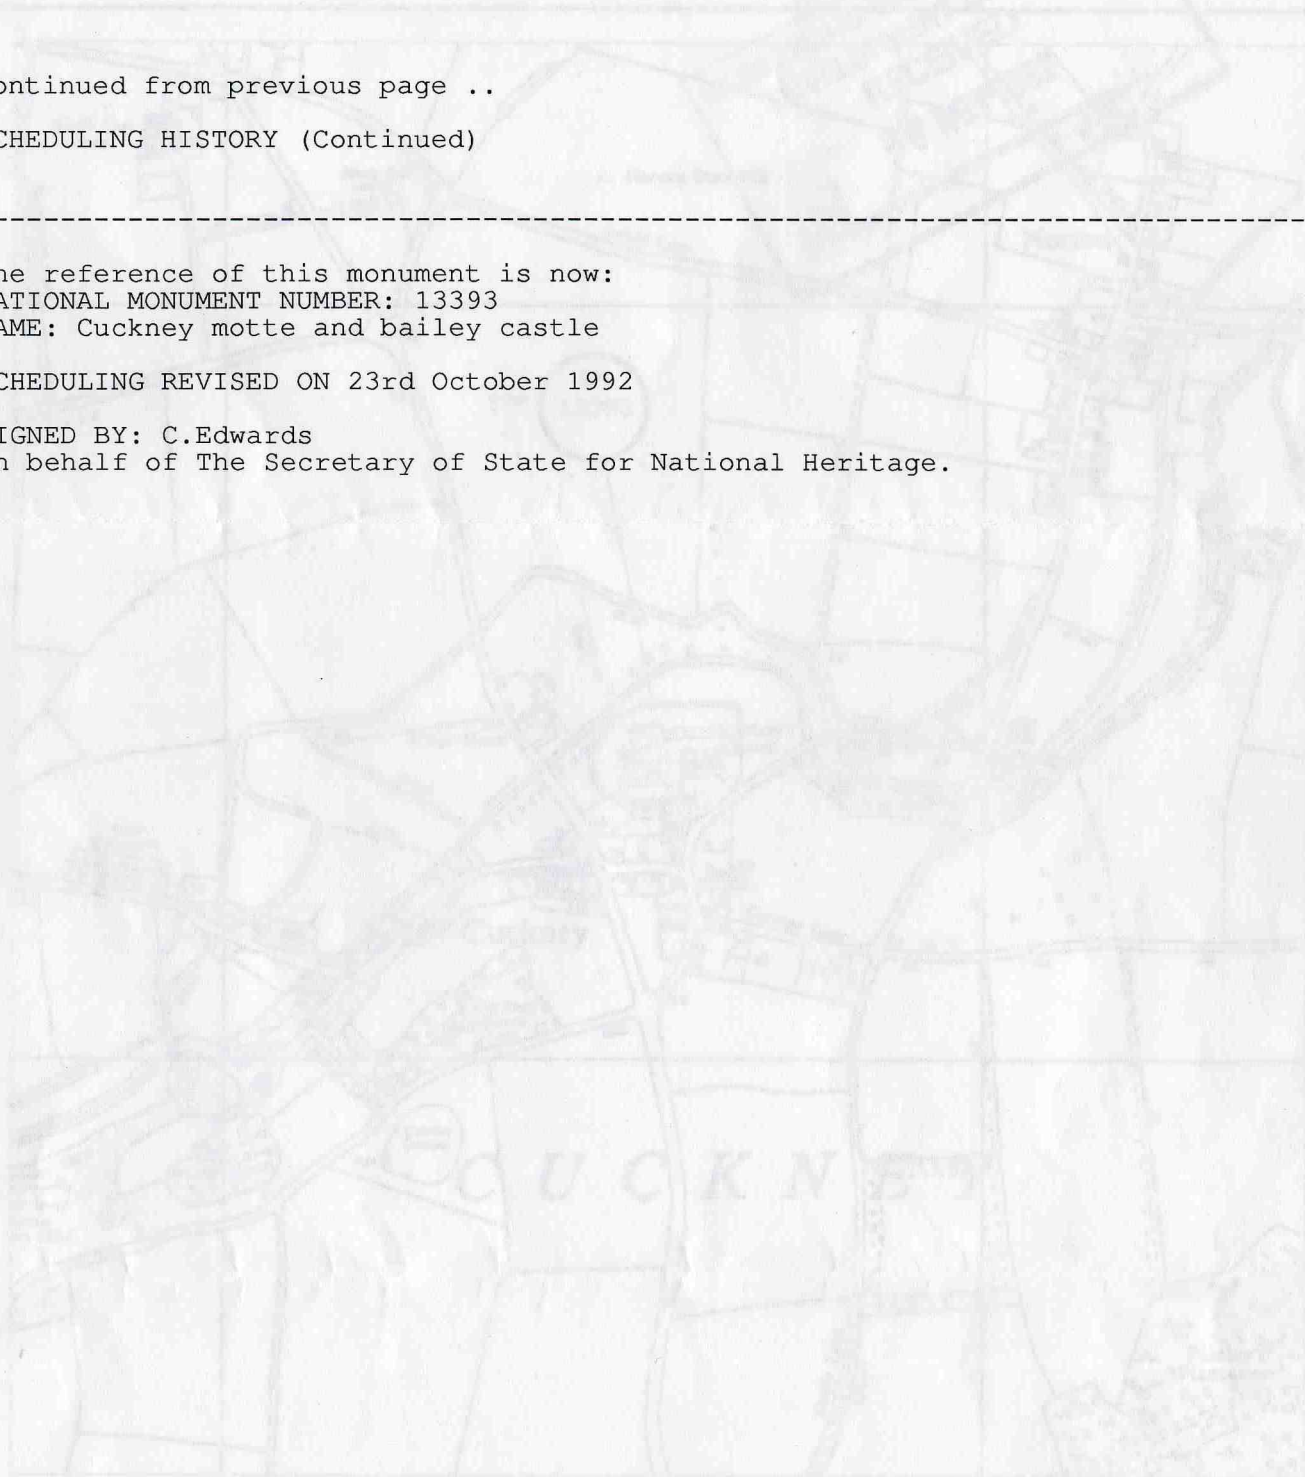 ontinued from previous page ..
CHEDULING HISTORY (Continued)
he reference of this monument is now:
ATIONAL MONUMENT NUMBER: 13393
AME: Cuckney motte and bailey castle
CHEDULING REVISED ON 23rd October 1992
IGNED BY: C.Edwards
n behalf of The Secretary of State for National Heritage.
Cuckney
CUCKNEY